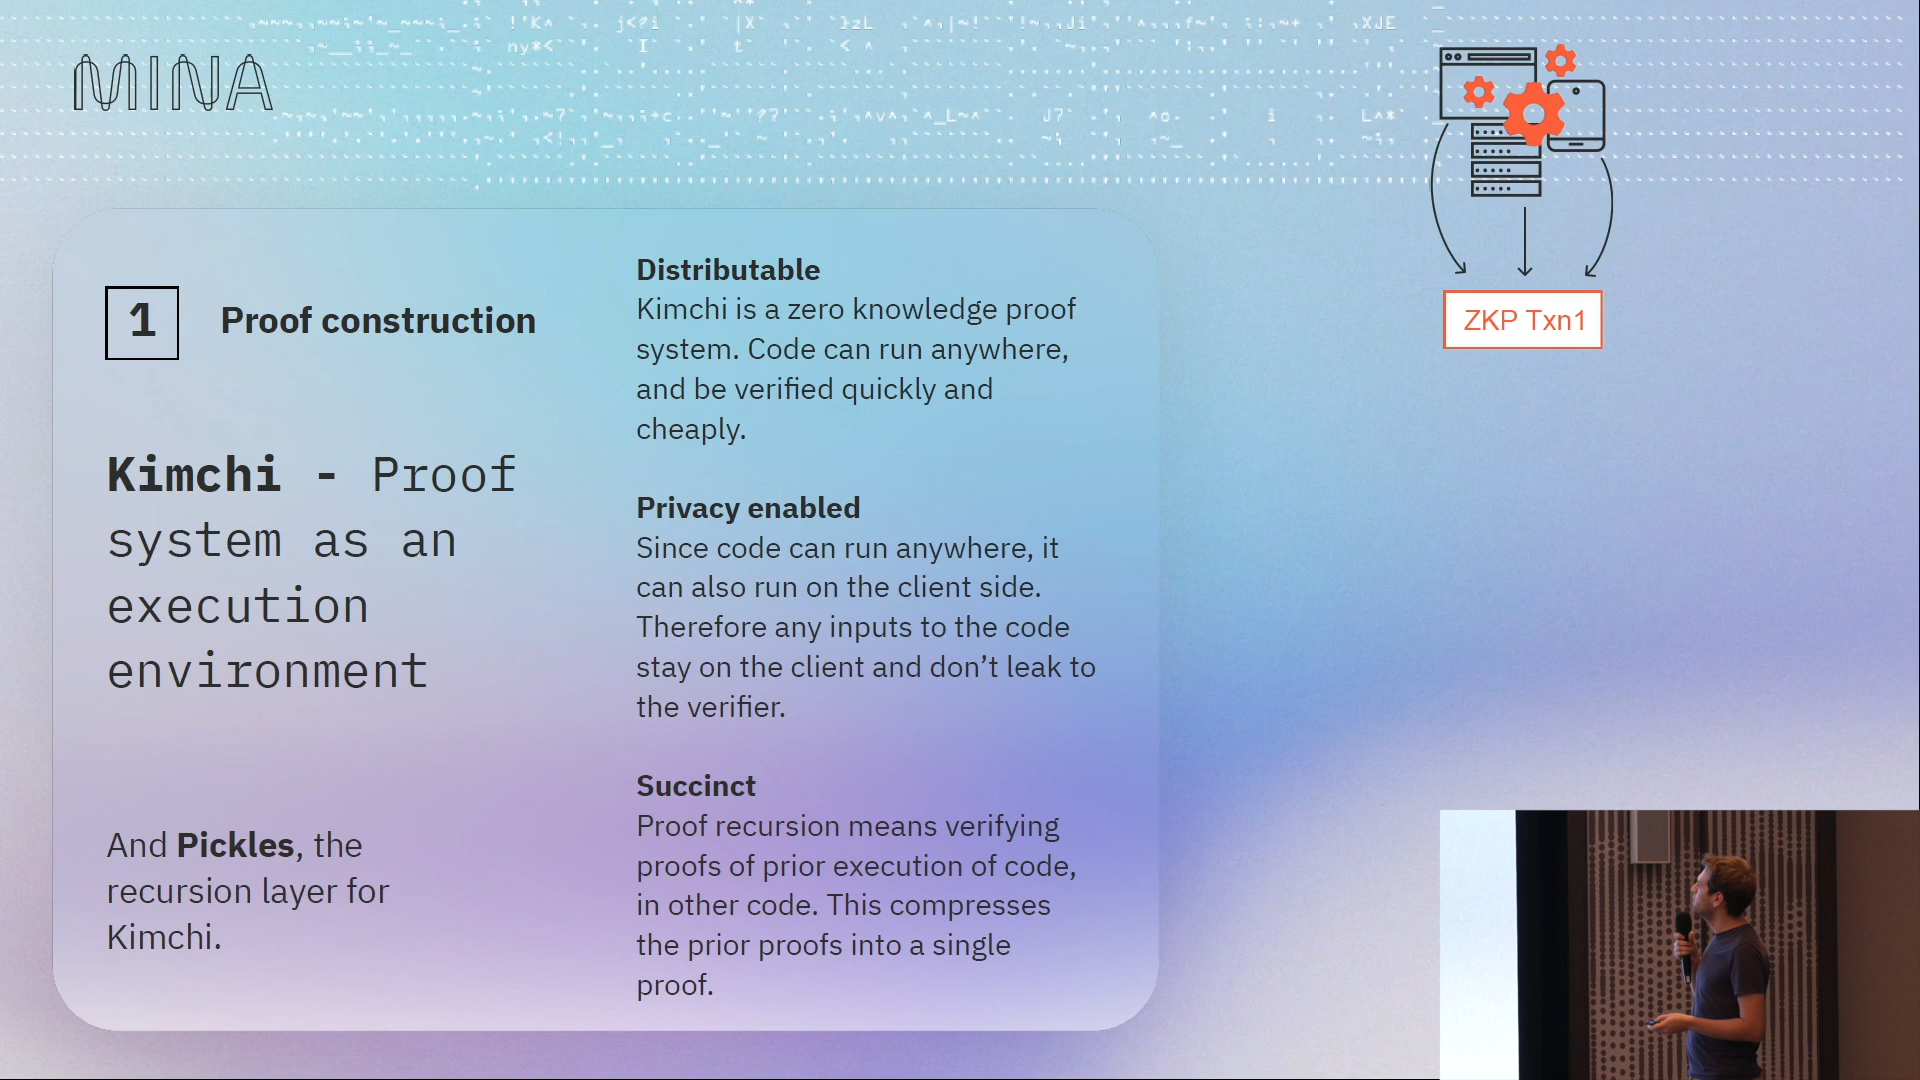 MINA
1 Proof construction
Kimchi - Proof
system as an
execution
environment
And Pickles, the
recursion layer for
Kimchi.
Distributable
Kimchi is a zero knowledge proof
system. Code can run anywhere,
and be verified quickly and
cheaply.
Privacy enabled
Since code can run anywhere, it
can also run on the client side.
Therefore any inputs to the code
stay on the client and don’t leak to
the verifier.
Succinct
Proof recursion means verifying
proofs of prior execution of code,
in other code. This compresses
the prior proofs into a single
proof.
ZKP Txn1